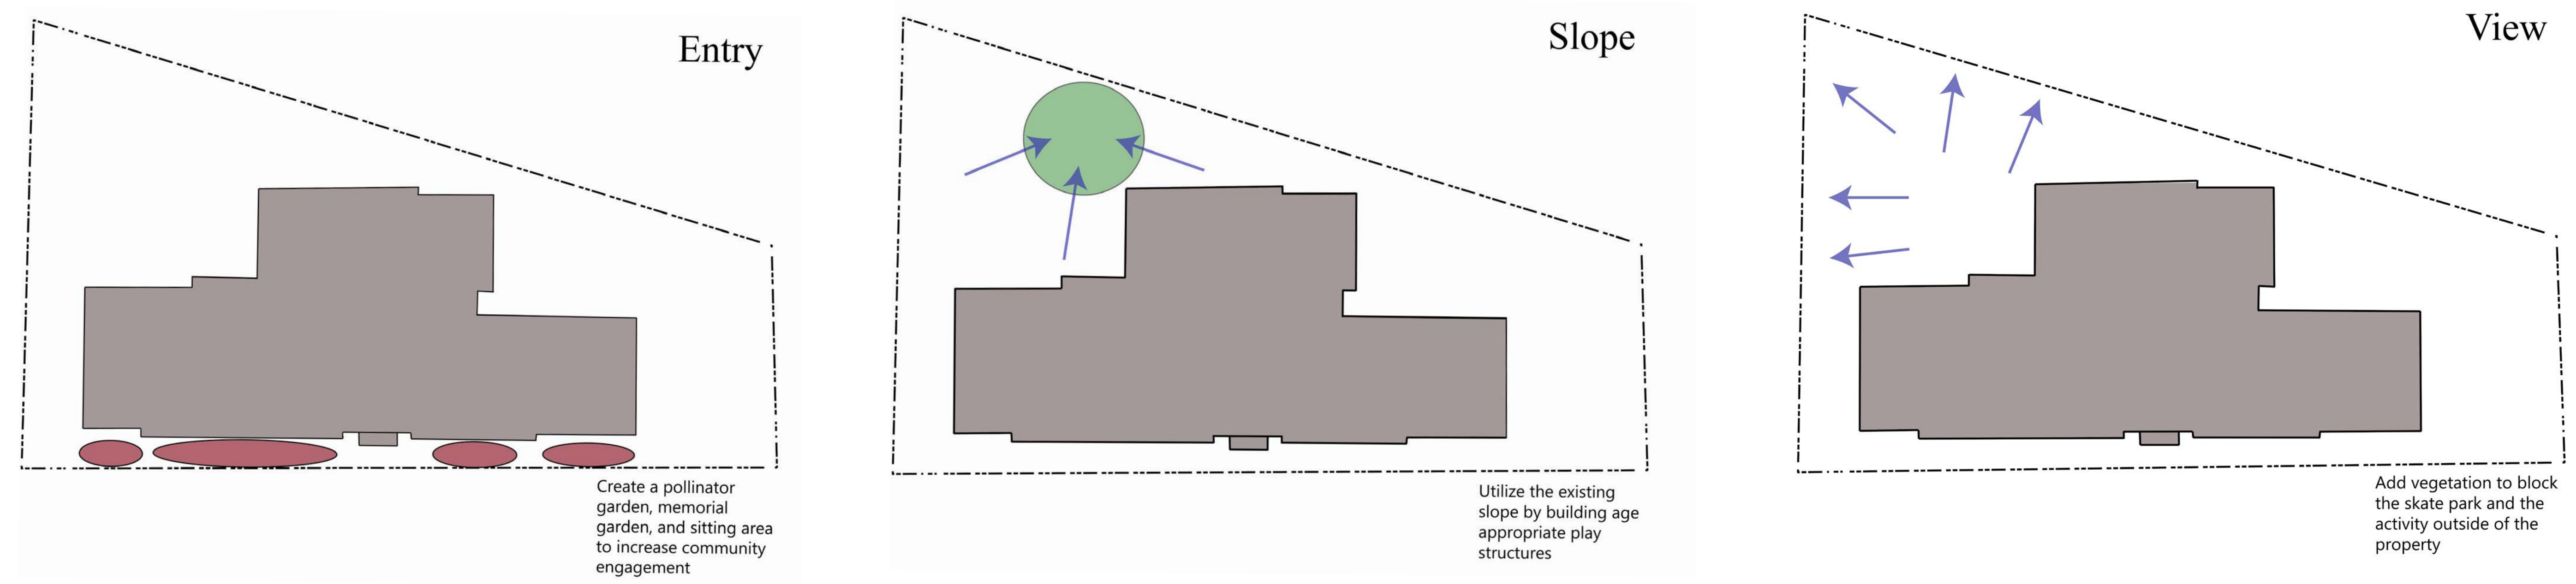 Entry
Create a pollinator
garden, memorial
garden, and sitting area
to increase community
engagement
Slope
Utilize the existing
slope by building age
appropriate play
structures
View
Add vegetation to block
the skate park and the
activity outside of the
property